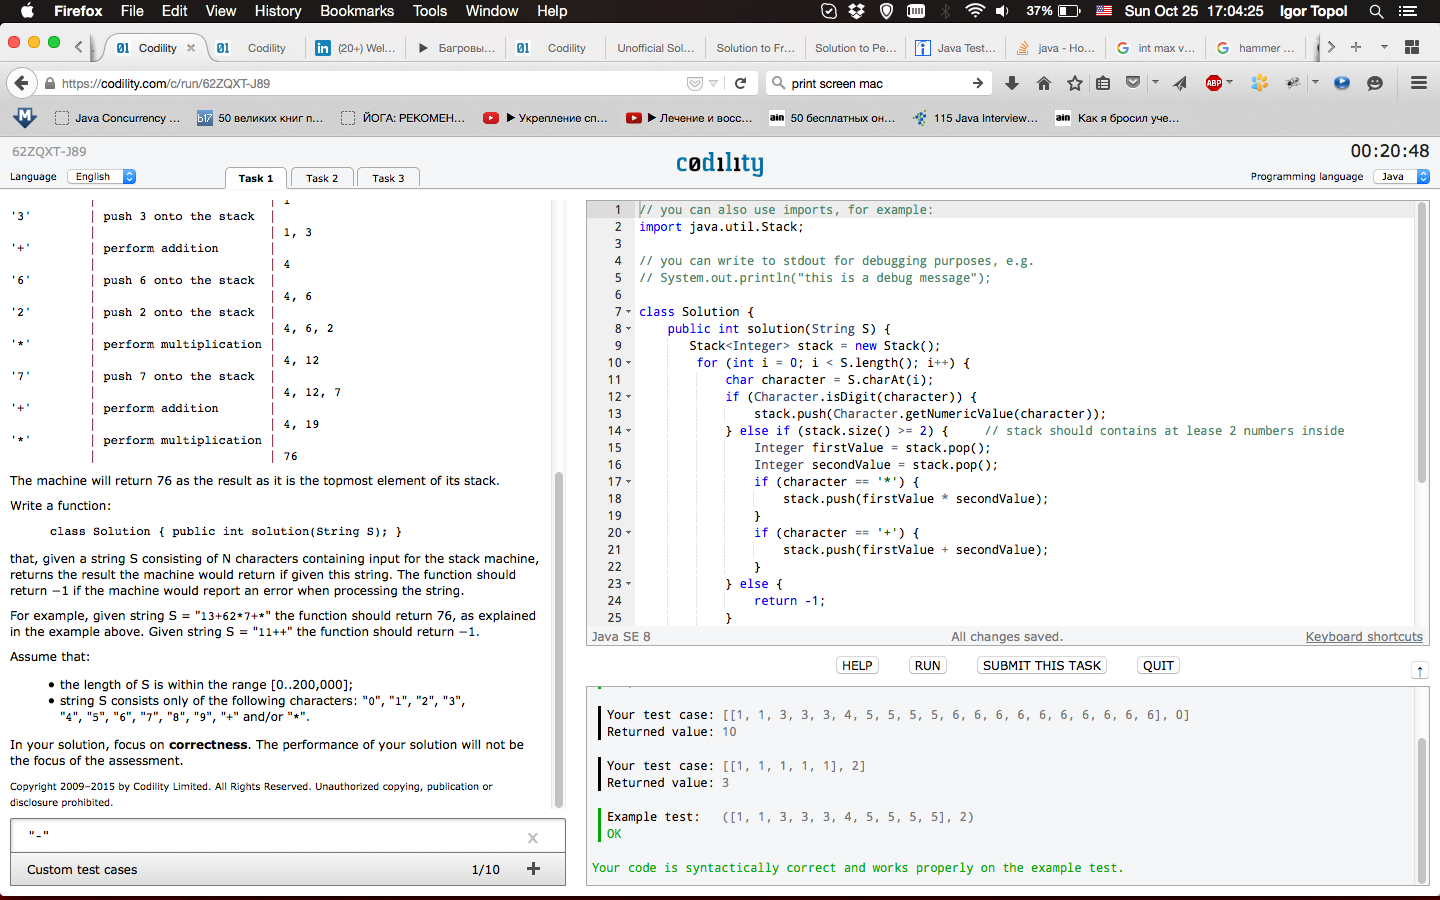 Firefox File Edit View History Bookmarks Tools Window Help 37% Sun Oct 25 17:04:25 Igor Topol
Codility Codility (20+) Wel... Багровы... Codility Unofficial Sol... Solution to Fr... Solution to Pe... Java Test... java - Ho... int max v... hammer ...
https://codility.com/c/run/62ZQXT-J89 print screen mac ABP
Java Concurrency ... 50 великих книг п... ЙОГА: РЕКОМЕН... Укрепление сп... Лечение и восс... ain 50 бесплатных он... 115 Java Interview... ain Как я бросил уче...
62ZQXT-J89
codility
00:20:48
Language English Task 1 Task 2 Task 3 Programming language Java
1
'3' | push 3 onto the stack |
1, 3
'+' | perform addition |
4
'6' | push 6 onto the stack |
4, 6
'2' | push 2 onto the stack |
4, 6, 2
'*' | perform multiplication |
4, 12
'7' | push 7 onto the stack |
4, 12, 7
'+' | perform addition |
4, 19
'*' | perform multiplication |
76
The machine will return 76 as the result as it is the topmost element of its stack.
Write a function:
class Solution { public int solution(String S); }
that, given a string S consisting of N characters containing input for the stack machine,
returns the result the machine would return if given this string. The function should
return −1 if the machine would report an error when processing the string.
For example, given string S = "13+62*7+*" the function should return 76, as explained
in the example above. Given string S = "11++" the function should return −1.
Assume that:
• the length of S is within the range [0..200,000];
• string S consists only of the following characters: "0", "1", "2", "3",
"4", "5", "6", "7", "8", "9", "+" and/or "*".
In your solution, focus on correctness. The performance of your solution will not be
the focus of the assessment.
Copyright 2009–2015 by Codility Limited. All Rights Reserved. Unauthorized copying, publication or
disclosure prohibited.
"-" x
Custom test cases 1/10 +
1 // you can also use imports, for example:
2 import java.util.Stack;
3
4 // you can write to stdout for debugging purposes, e.g.
5 // System.out.println("this is a debug message");
6
7 class Solution {
8 public int solution(String S) {
9 Stack<Integer> stack = new Stack();
10 for (int i = 0; i < S.length(); i++) {
11 char character = S.charAt(i);
12 if (Character.isDigit(character)) {
13 stack.push(Character.getNumericValue(character));
14 } else if (stack.size() >= 2) { // stack should contains at lease 2 numbers inside
15 Integer firstValue = stack.pop();
16 Integer secondValue = stack.pop();
17 if (character == '*') {
18 stack.push(firstValue * secondValue);
19 }
20 if (character == '+') {
21 stack.push(firstValue + secondValue);
22 }
23 } else {
24 return -1;
25 }
Java SE 8 All changes saved. Keyboard shortcuts
HELP RUN SUBMIT THIS TASK QUIT
Your test case: [[1, 1, 3, 3, 3, 4, 5, 5, 5, 5, 6, 6, 6, 6, 6, 6, 6, 6, 6, 6], 0]
Returned value: 10
Your test case: [[1, 1, 1, 1, 1], 2]
Returned value: 3
Example test: ([1, 1, 3, 3, 3, 4, 5, 5, 5, 5], 2)
OK
Your code is syntactically correct and works properly on the example test.